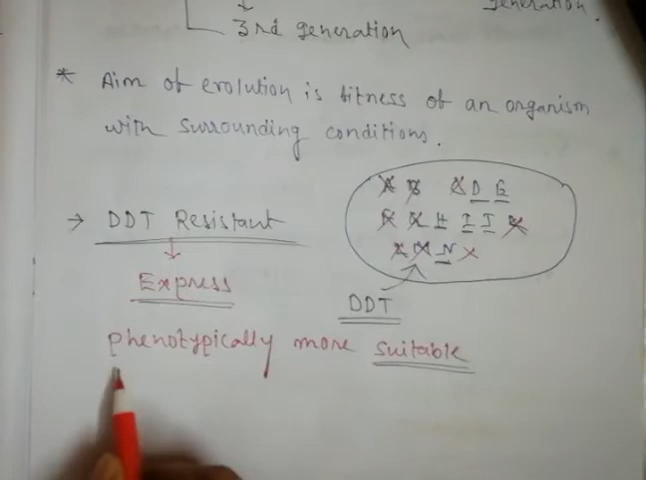 generation.
3rd generation
* Aim of evolution is fitness of an organism
with surrounding conditions.
→ DDT Resistant
Express
D E
H I J
N
DDT
phenotypically more suitable